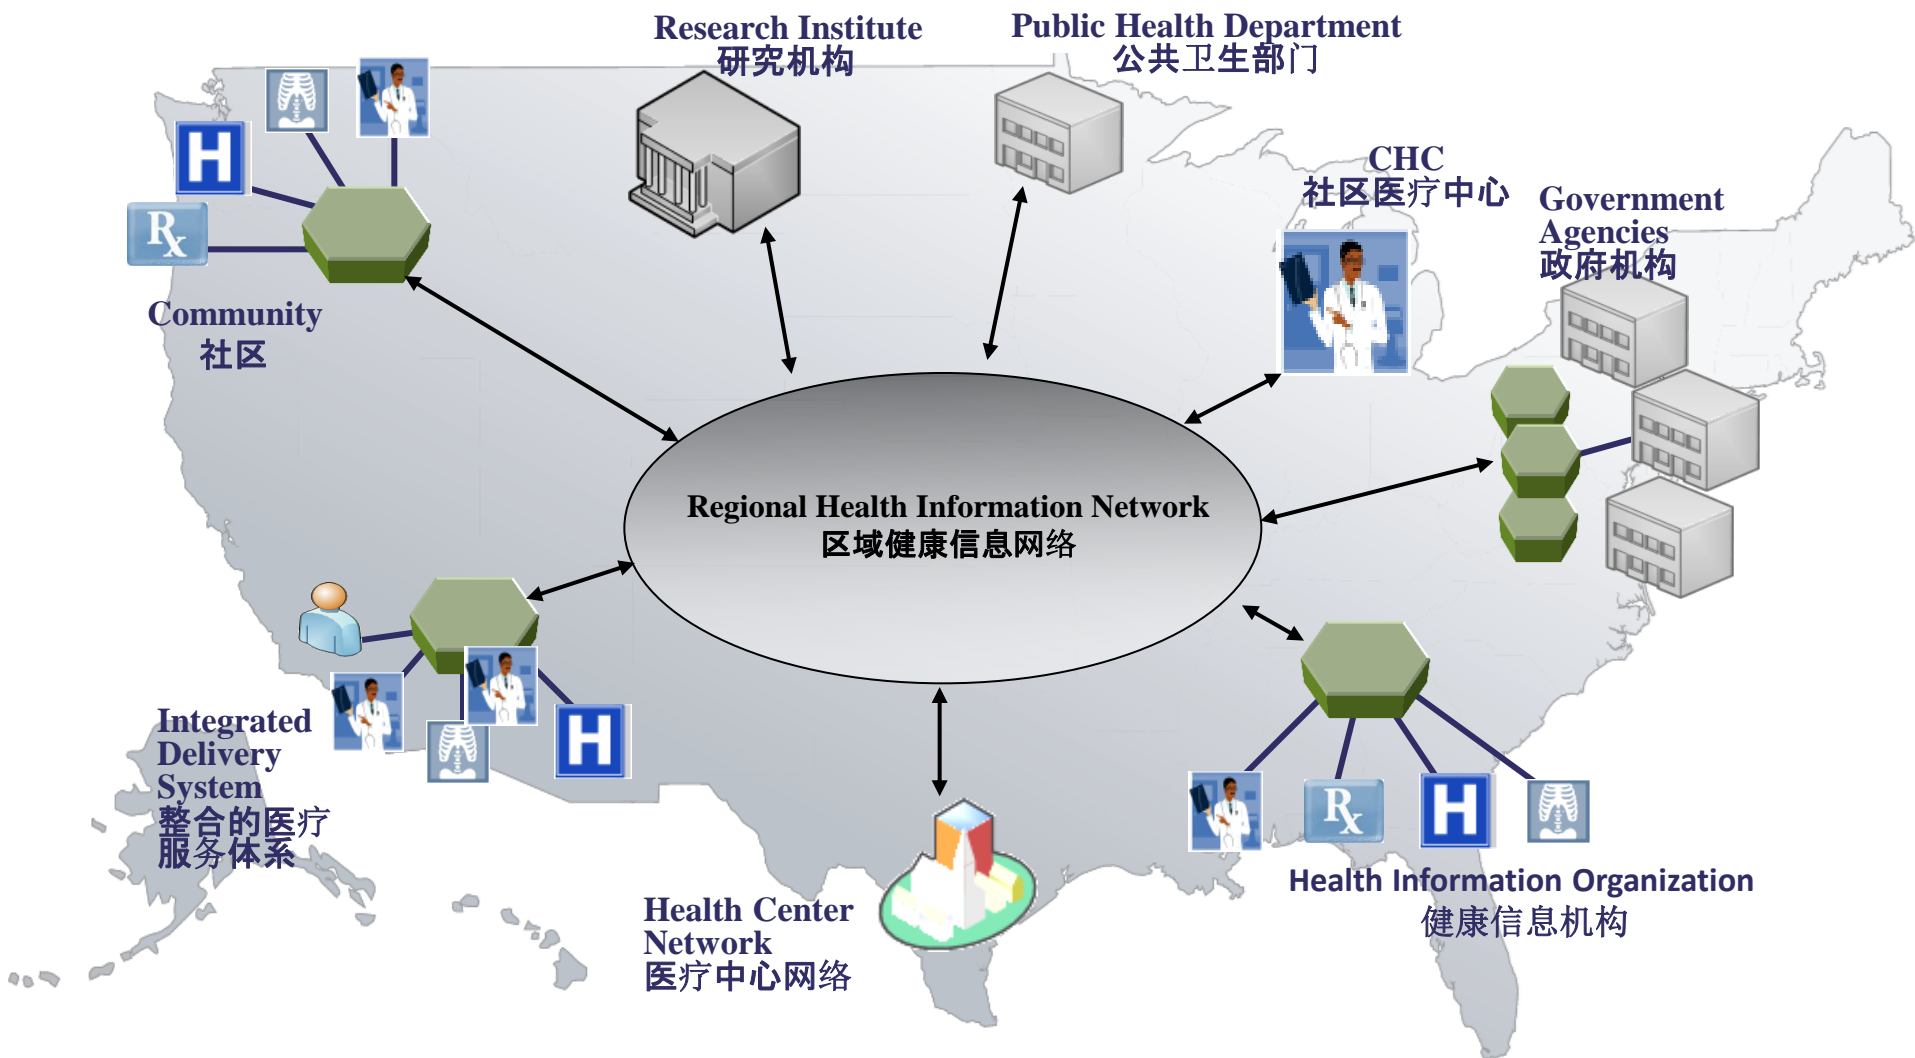 Research Institute
研究机构
Public Health Department
公共卫生部门
CHC
社区医疗中心
Government
Agencies
政府机构
H
Rx
Community
社区
Regional Health Information Network
区域健康信息网络
Integrated
Delivery
System
整合的医疗
服务体系
H
Health Center
Network
医疗中心网络
Rx
H
Health Information Organization
健康信息机构